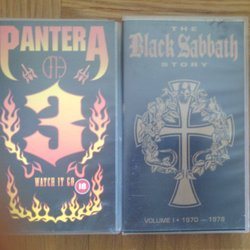 PANTERA
3
WATCH IT GO
18
THE
Black Sabbath
STORY
VOLUME I • 1970 — 1978